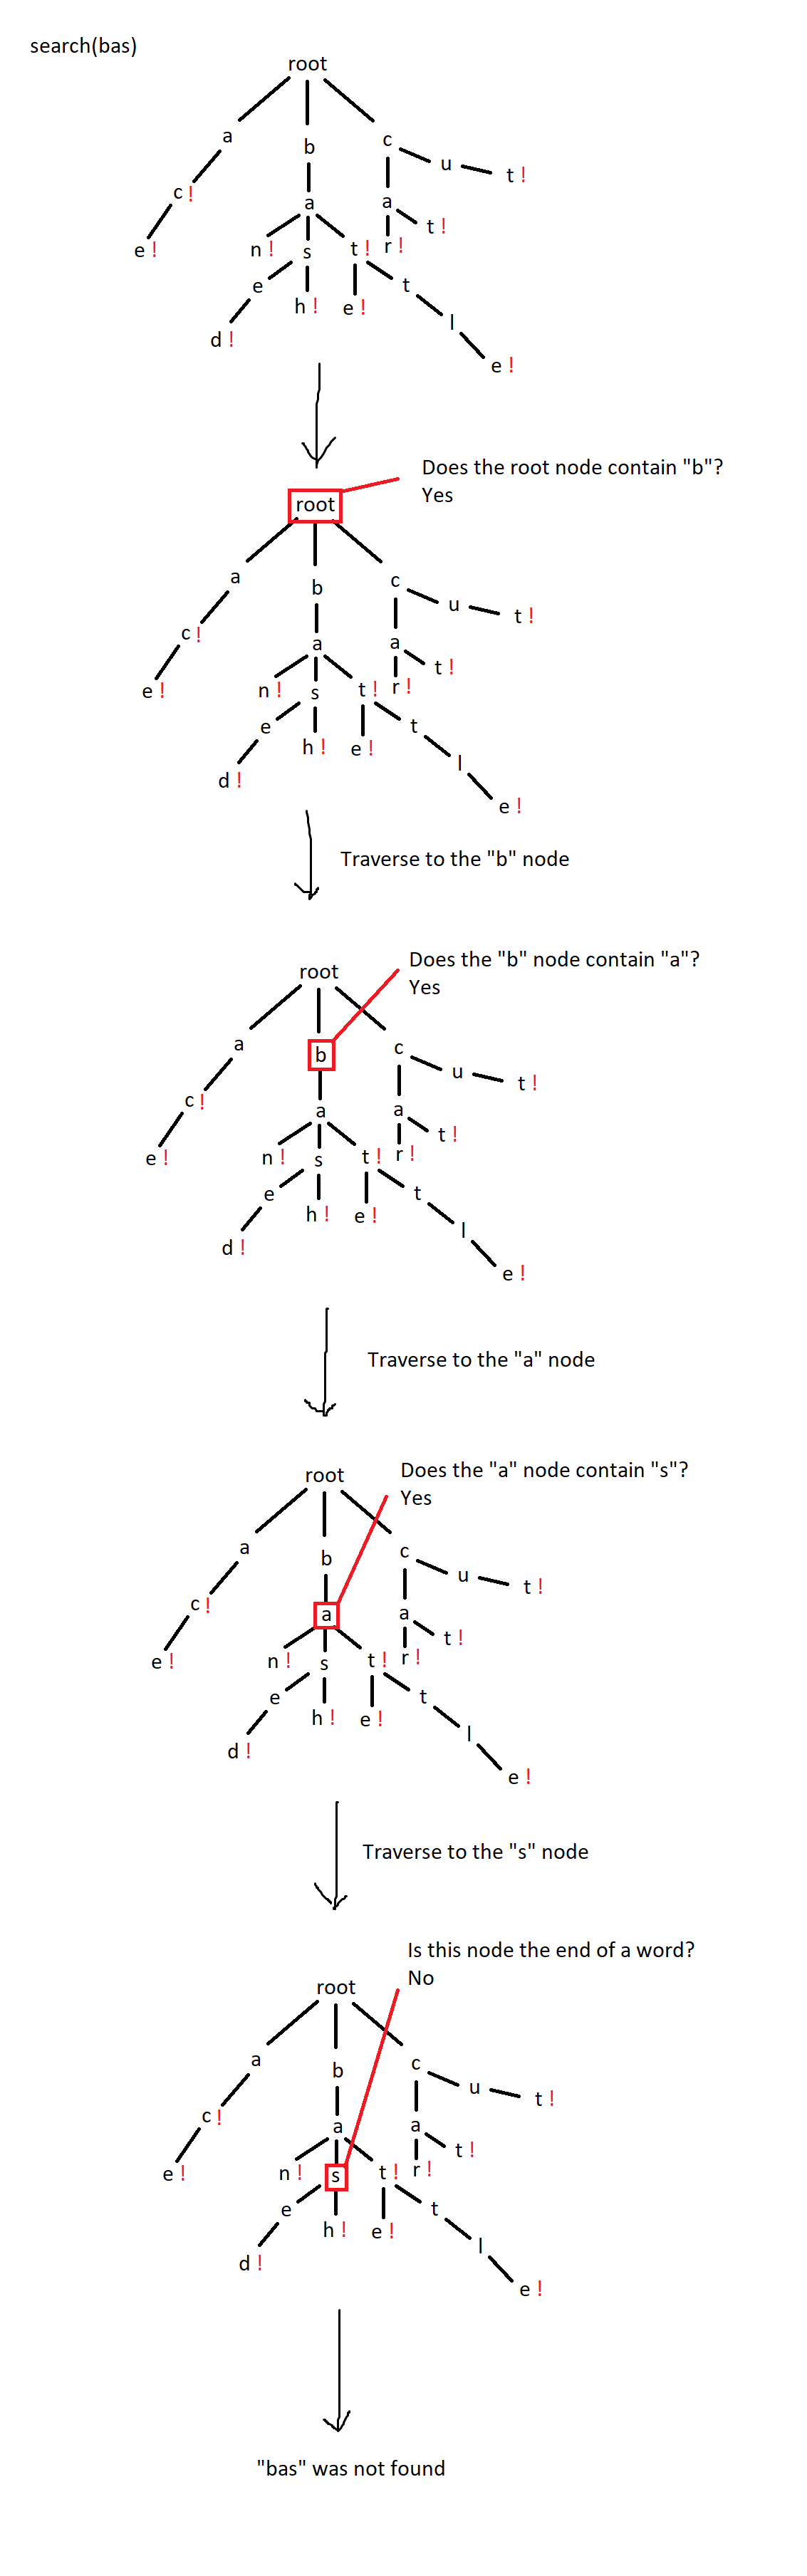 search(bas)
root
a b c u t!
c! a a t!
e! n! s t! r!
e h! e! t
d! l
e!
Does the root node contain "b"?
Yes
root
a b c u t!
c! a a t!
e! n! s t! r!
e h! e! t
d! l
e!
Traverse to the "b" node
Does the "b" node contain "a"?
Yes
root
a b c u t!
c! a a t!
e! n! s t! r!
e h! e! t
d! l
e!
Traverse to the "a" node
Does the "a" node contain "s"?
Yes
root
a b c u t!
c! a a t!
e! n! s t! r!
e h! e! t
d! l
e!
Traverse to the "s" node
Is this node the end of a word?
No
root
a b c u t!
c! a a t!
e! n! s t! r!
e h! e! t
d! l
e!
"bas" was not found